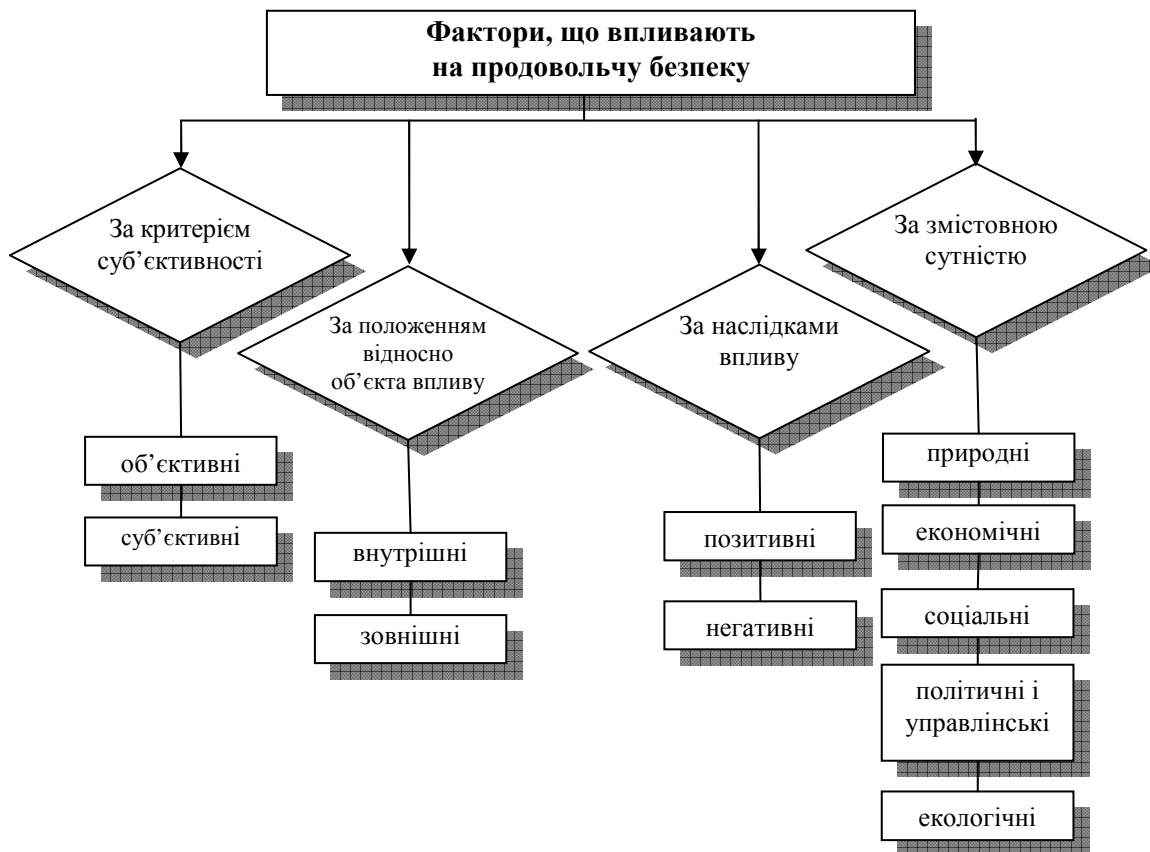 Фактори, що впливають
на продовольчу безпеку
За критерієм
суб’єктивності
об’єктивні
суб’єктивні
За положенням
відносно
об’єкта впливу
внутрішні
зовнішні
За наслідками
впливу
позитивні
негативні
За змістовною
сутністю
природні
економічні
соціальні
політичні і
управлінські
екологічні